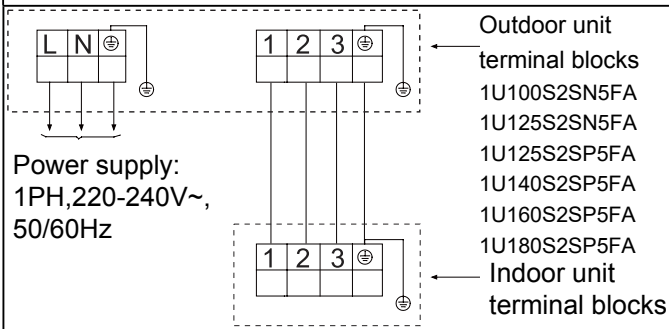 L N
1 2 3
Outdoor unit
terminal blocks
1U100S2SN5FA
1U125S2SN5FA
1U125S2SP5FA
1U140S2SP5FA
1U160S2SP5FA
1U180S2SP5FA
Power supply:
1PH,220-240V~,
50/60Hz
1 2 3
Indoor unit
terminal blocks